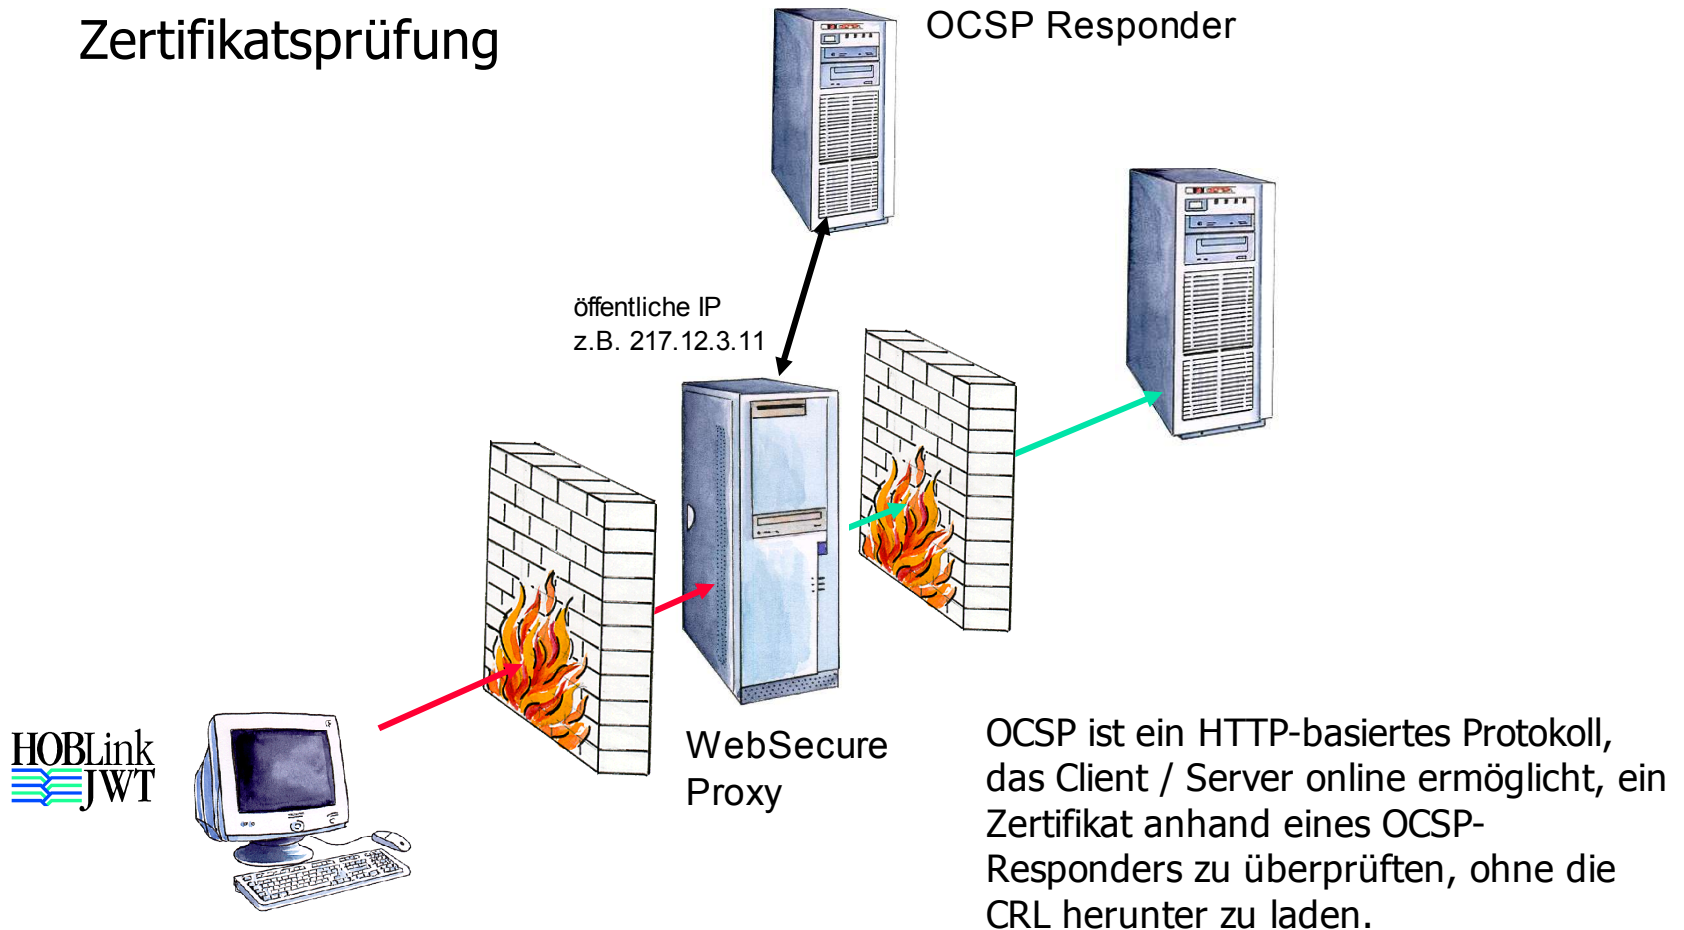 Zertifikatsprüfung
OCSP Responder
öffentliche IP
z.B. 217.12.3.11
WebSecure
Proxy
HOBLink
JWT
OCSP ist ein HTTP-basiertes Protokoll,
das Client / Server online ermöglicht, ein
Zertifikat anhand eines OCSP-
Responders zu überprüften, ohne die
CRL herunter zu laden.